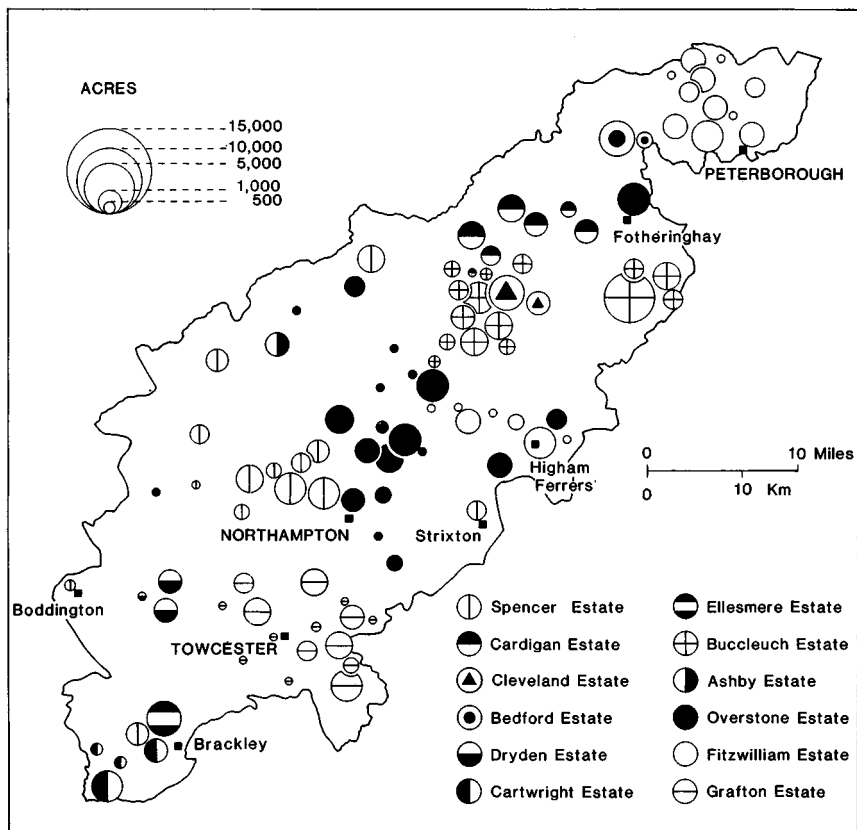 ACRES
15,000
10,000
5,000
1,000
500
PETERBOROUGH
Fotheringhay
0 10 Miles
0 10 Km
Higham
Ferrers
NORTHAMPTON
Strixton
Boddington
TOWCESTER
Brackley
Spencer Estate
Cardigan Estate
Cleveland Estate
Bedford Estate
Dryden Estate
Cartwright Estate
Ellesmere Estate
Buccleuch Estate
Ashby Estate
Overstone Estate
Fitzwilliam Estate
Grafton Estate